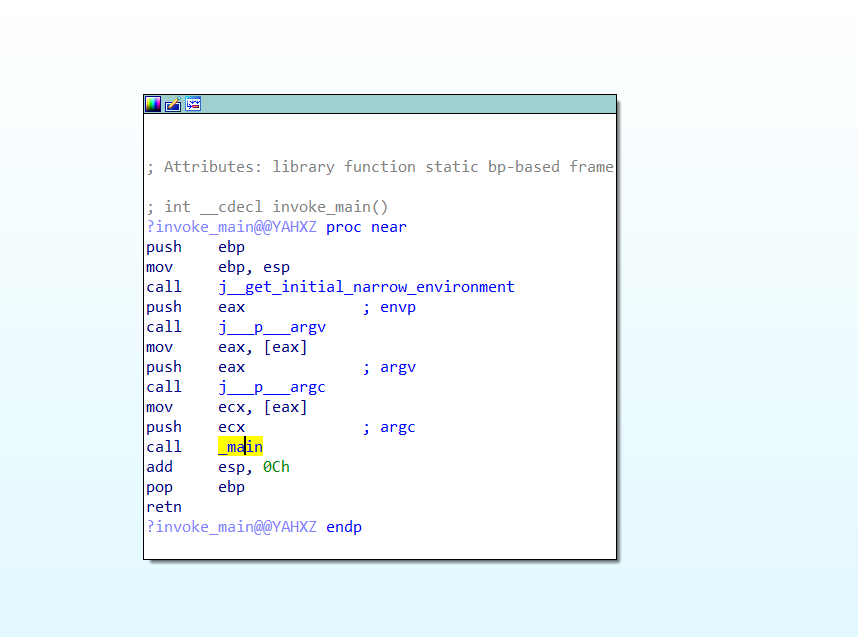 ; Attributes: library function static bp-based frame
; int __cdecl invoke_main()
?invoke_main@@YAHXZ proc near
push    ebp
mov     ebp, esp
call    j__get_initial_narrow_environment
push    eax             ; envp
call    j___p___argv
mov     eax, [eax]
push    eax             ; argv
call    j___p___argc
mov     ecx, [eax]
push    ecx             ; argc
call    _main
add     esp, 0Ch
pop     ebp
retn
?invoke_main@@YAHXZ endp